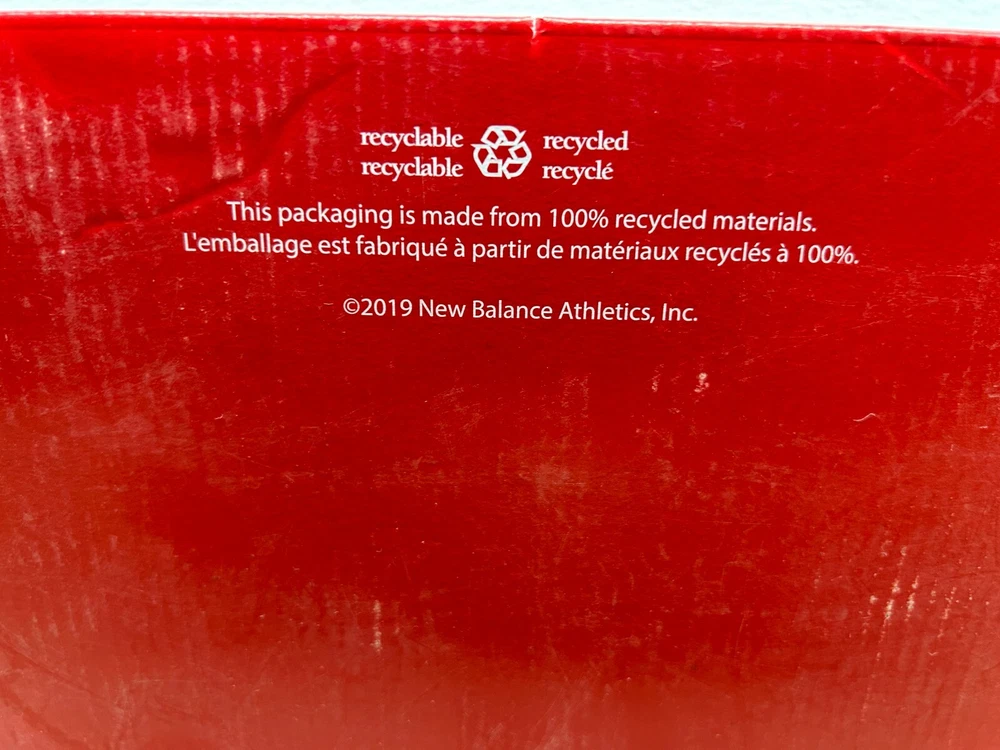 recyclable recycled
recyclable recyclé
This packaging is made from 100% recycled materials.
L'emballage est fabriqué à partir de matériaux recyclés à 100%.
©2019 New Balance Athletics, Inc.